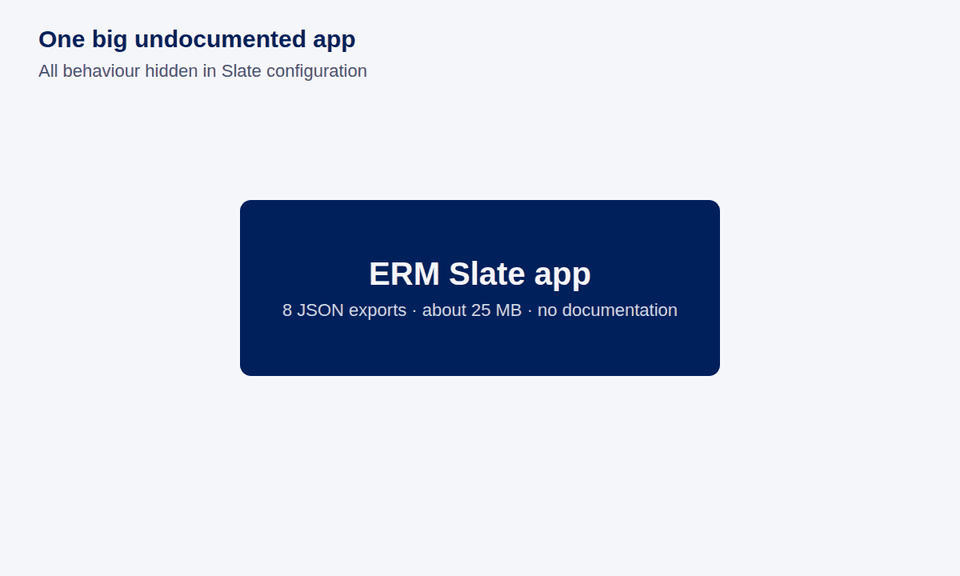 One big undocumented app
All behaviour hidden in Slate configuration
ERM Slate app
8 JSON exports · about 25 MB · no documentation